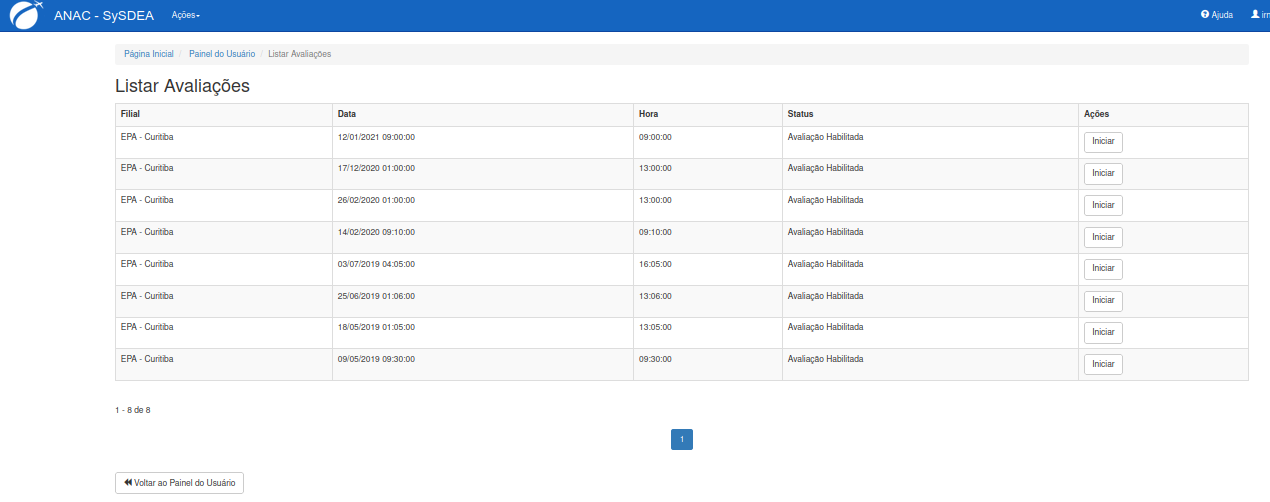 ANAC - SySDEA Ações Ajuda
Página Inicial / Painel do Usuário / Listar Avaliações
Listar Avaliações
Filial Data Hora Status Ações
EPA - Curitiba 12/01/2021 09:00:00 09:00:00 Avaliação Habilitada Iniciar
EPA - Curitiba 17/12/2020 01:00:00 13:00:00 Avaliação Habilitada Iniciar
EPA - Curitiba 26/02/2020 01:00:00 13:00:00 Avaliação Habilitada Iniciar
EPA - Curitiba 14/02/2020 09:10:00 09:10:00 Avaliação Habilitada Iniciar
EPA - Curitiba 03/07/2019 04:05:00 16:05:00 Avaliação Habilitada Iniciar
EPA - Curitiba 25/06/2019 01:06:00 13:06:00 Avaliação Habilitada Iniciar
EPA - Curitiba 18/05/2019 01:05:00 13:05:00 Avaliação Habilitada Iniciar
EPA - Curitiba 09/05/2019 09:30:00 09:30:00 Avaliação Habilitada Iniciar
1 - 8 de 8
1
Voltar ao Painel do Usuário